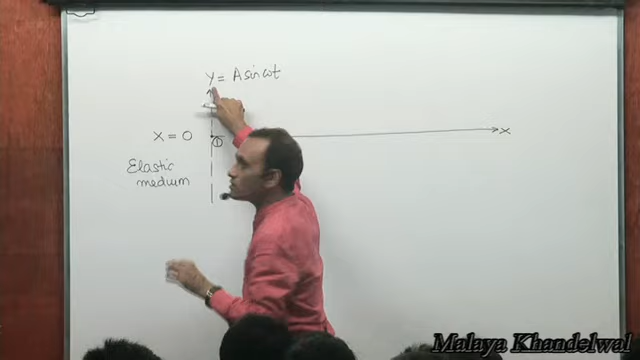 y = A sin ωt
x = 0
①
x
Elastic
medium
Malaya Khandelwal